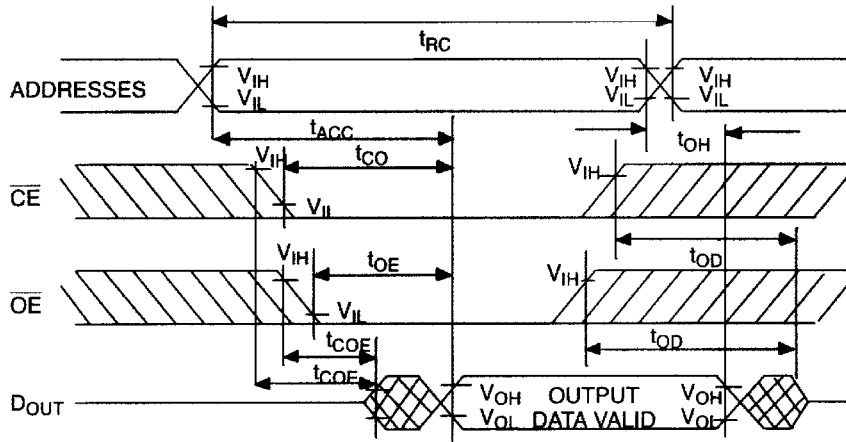 tRC
ADDRESSES
VIH
VIL
VIH
VIL
VIH
VIL
tACC
tOH
CE
VIH
tCO
VIL
VIH
tOD
OE
VIH
tOE
VIL
VIH
tCOE
tOD
tCOE
DOUT
VOH
VOL
OUTPUT
DATA VALID
VOH
VOL